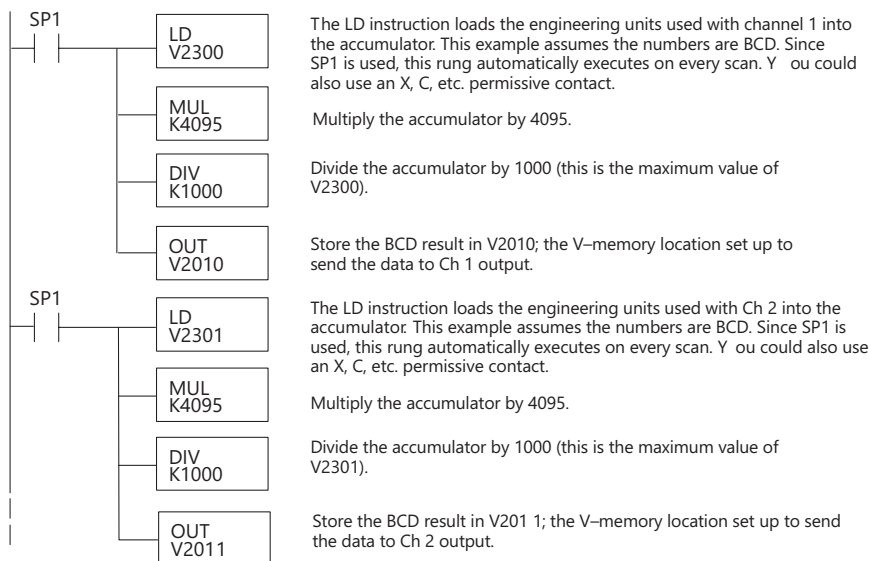 SP1
LD
V2300
The LD instruction loads the engineering units used with channel 1 into
the accumulator. This example assumes the numbers are BCD. Since
SP1 is used, this rung automatically executes on every scan. Y ou could
also use an X, C, etc. permissive contact.
MUL
K4095
Multiply the accumulator by 4095.
DIV
K1000
Divide the accumulator by 1000 (this is the maximum value of
V2300).
OUT
V2010
Store the BCD result in V2010; the V–memory location set up to
send the data to Ch 1 output.
SP1
LD
V2301
The LD instruction loads the engineering units used with Ch 2 into the
accumulator. This example assumes the numbers are BCD. Since SP1 is
used, this rung automatically executes on every scan. Y ou could also use
an X, C, etc. permissive contact.
MUL
K4095
Multiply the accumulator by 4095.
DIV
K1000
Divide the accumulator by 1000 (this is the maximum value of
V2301).
OUT
V2011
Store the BCD result in V201 1; the V–memory location set up to send
the data to Ch 2 output.